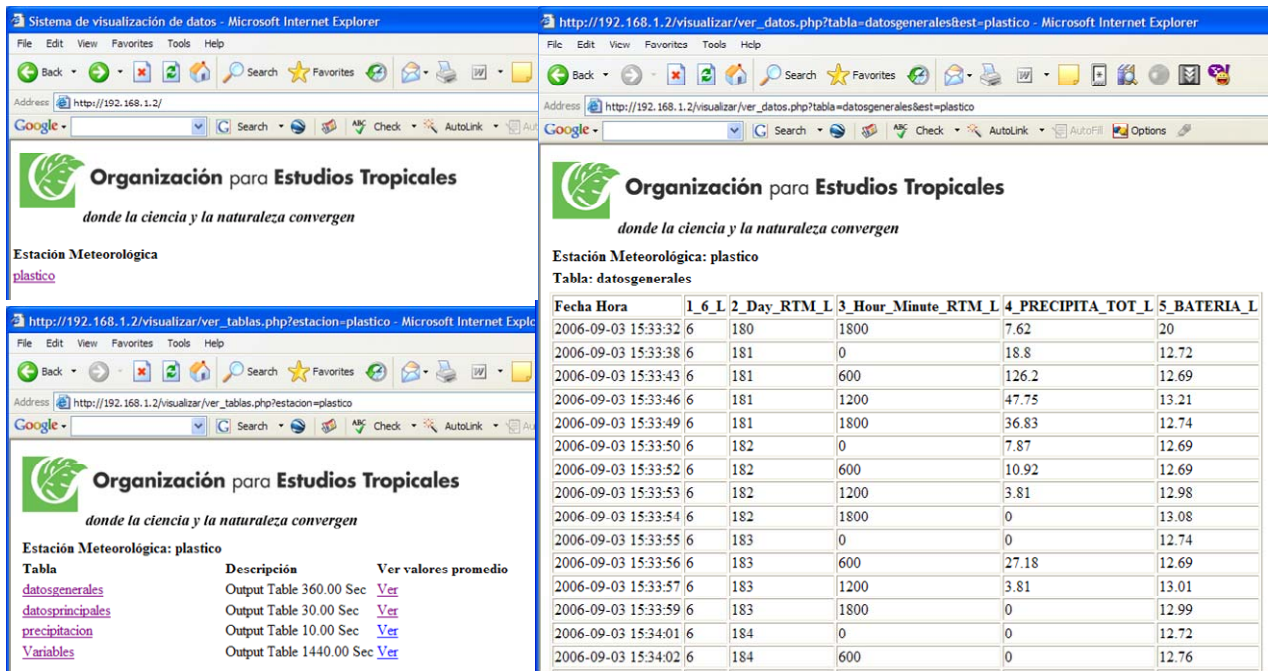 Sistema de visualización de datos - Microsoft Internet Explorer
File Edit View Favorites Tools Help
Back Search Favorites
Address http://192.168.1.2/
Google Search Check AutoLink
Organización para Estudios Tropicales
donde la ciencia y la naturaleza convergen
Estación Meteorológica
plastico
http://192.168.1.2/visualizar/ver_tablas.php?estacion=plastico - Microsoft Internet Explo
File Edit View Favorites Tools Help
Back Search Favorites
Address http://192.168.1.2/visualizar/ver_tablas.php?estacion=plastico
Google Search Check AutoLink
Organización para Estudios Tropicales
donde la ciencia y la naturaleza convergen
Estación Meteorológica: plastico
Tabla Descripción Ver valores promedio
datosgenerales Output Table 360.00 Sec Ver
datosprincipales Output Table 30.00 Sec Ver
precipitacion Output Table 10.00 Sec Ver
Variables Output Table 1440.00 Sec Ver
http://192.168.1.2/visualizar/ver_datos.php?tabla=datosgenerales&est=plastico - Microsoft Internet Explorer
File Edit View Favorites Tools Help
Back Search Favorites
Address http://192.168.1.2/visualizar/ver_datos.php?tabla=datosgenerales&est=plastico
Google Search Check AutoLink AutoFill Options
Organización para Estudios Tropicales
donde la ciencia y la naturaleza convergen
Estación Meteorológica: plastico
Tabla: datosgenerales
Fecha Hora 1_6_L 2_Day_RTM_L 3_Hour_Minute_RTM_L 4_PRECIPITA_TOT_L 5_BATERIA_L
2006-09-03 15:33:32 6 180 1800 7.62 20
2006-09-03 15:33:38 6 181 0 18.8 12.72
2006-09-03 15:33:43 6 181 600 126.2 12.69
2006-09-03 15:33:46 6 181 1200 47.75 13.21
2006-09-03 15:33:49 6 181 1800 36.83 12.74
2006-09-03 15:33:50 6 182 0 7.87 12.69
2006-09-03 15:33:52 6 182 600 10.92 12.69
2006-09-03 15:33:53 6 182 1200 3.81 12.98
2006-09-03 15:33:54 6 182 1800 0 13.08
2006-09-03 15:33:55 6 183 0 0 12.74
2006-09-03 15:33:56 6 183 600 27.18 12.69
2006-09-03 15:33:57 6 183 1200 3.81 13.01
2006-09-03 15:33:59 6 183 1800 0 12.99
2006-09-03 15:34:01 6 184 0 0 12.72
2006-09-03 15:34:02 6 184 600 0 12.76